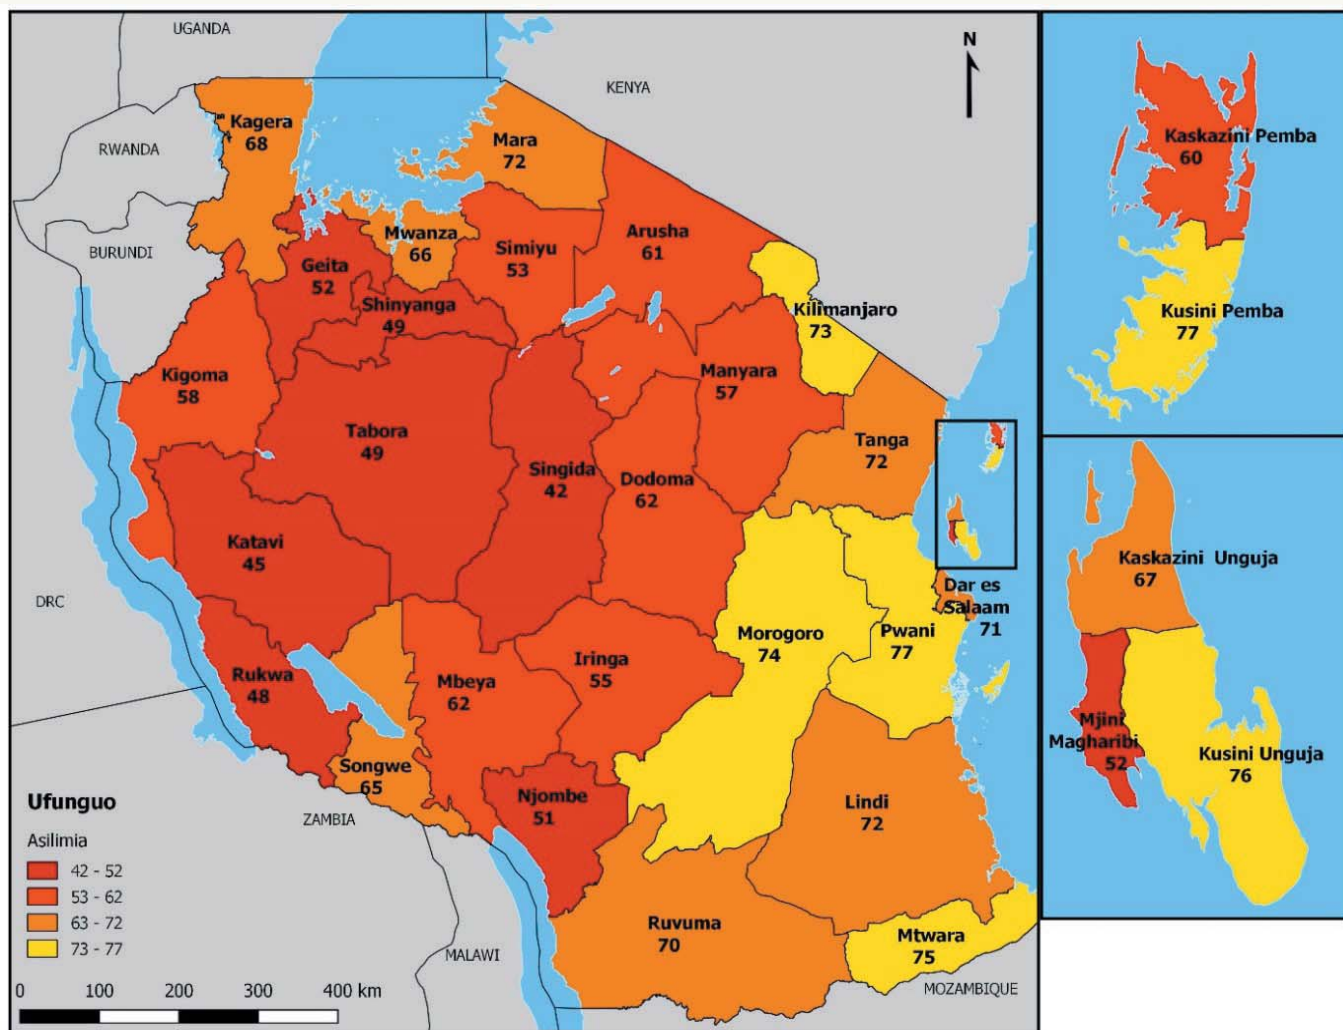 UGANDA
N
KENYA
Kagera
68
Mara
72
RWANDA
Mwanza
66
BURUNDI
Geita
52
Simiyu
53
Arusha
61
Shinyanga
49
Kilimanjaro
73
Kigoma
58
Manyara
57
Tabora
49
Singida
42
Dodoma
62
Tanga
72
Katavi
45
DRC
Dar es
Salaam
71
Rukwa
48
Mbeya
62
Iringa
55
Morogoro
74
Pwani
77
Songwe
65
Njombe
51
Lindi
72
ZAMBIA
Ruvuma
70
Mtwara
75
MALAWI
MOZAMBIQUE
Ufunguo
Asilimia
42 - 52
53 - 62
63 - 72
73 - 77
0 100 200 300 400 km
Kaskazini Pemba
60
Kusini Pemba
77
Kaskazini Unguja
67
Mjini
Magharibi
52
Kusini Unguja
76